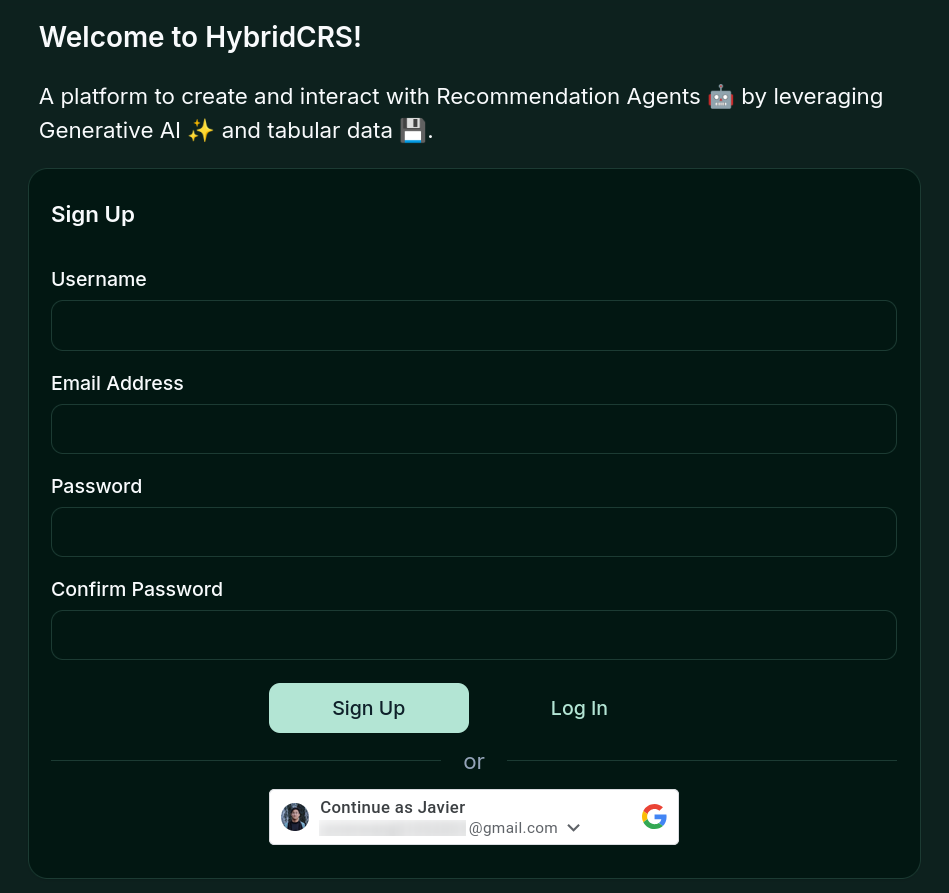 Welcome to HybridCRS!
A platform to create and interact with Recommendation Agents 🤖 by leveraging
Generative AI ✨ and tabular data 💾.
Sign Up
Username
Email Address
Password
Confirm Password
Sign Up
Log In
or
Continue as Javier
@gmail.com